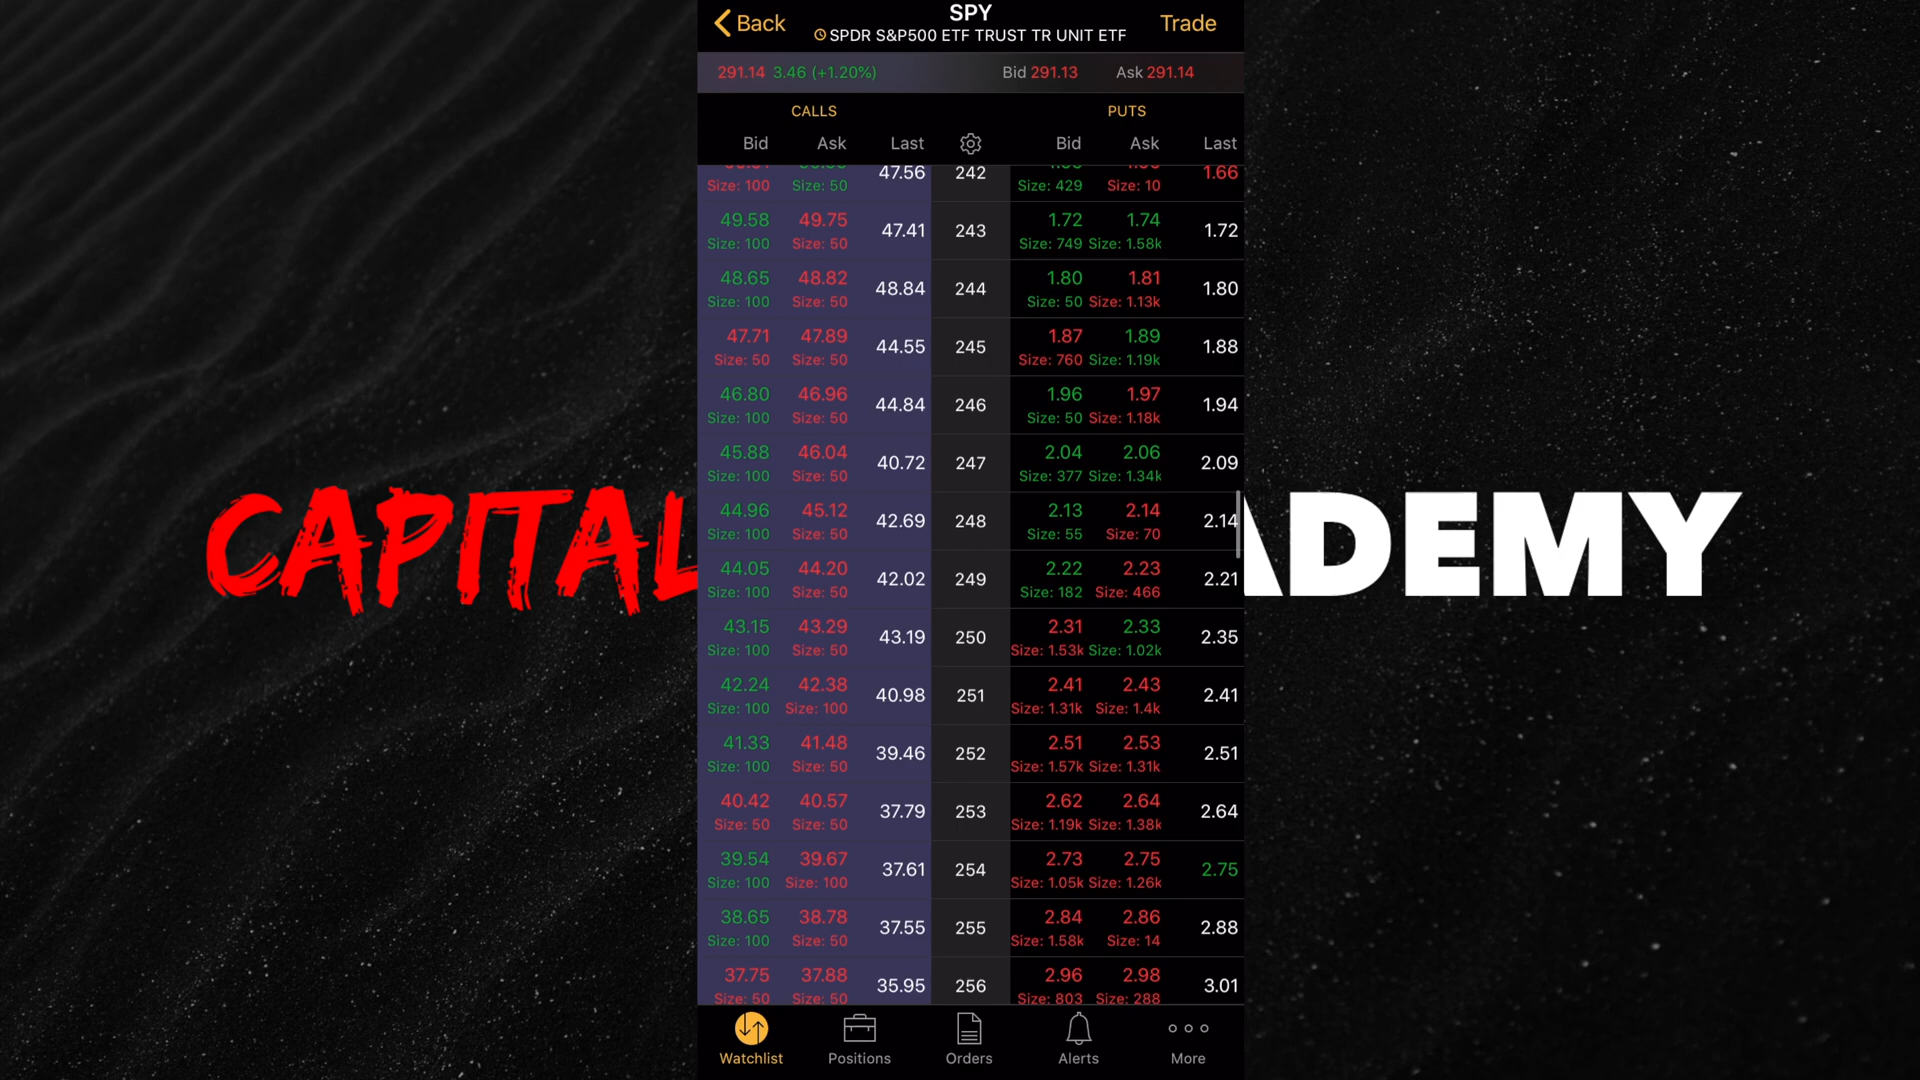 Back
SPY
SPDR S&P500 ETF TRUST TR UNIT ETF
Trade
291.14 3.46 (+1.20%) Bid 291.13 Ask 291.14
CALLS PUTS
Bid Ask Last Bid Ask Last
47.56 242 1.66
Size: 100 Size: 50 Size: 429 Size: 10
49.58 49.75 47.41 243 1.72 1.74 1.72
Size: 100 Size: 50 Size: 749 Size: 1.58k
48.65 48.82 48.84 244 1.80 1.81 1.80
Size: 100 Size: 50 Size: 50 Size: 1.13k
47.71 47.89 44.55 245 1.87 1.89 1.88
Size: 50 Size: 50 Size: 760 Size: 1.19k
46.80 46.96 44.84 246 1.96 1.97 1.94
Size: 100 Size: 50 Size: 50 Size: 1.18k
45.88 46.04 40.72 247 2.04 2.06 2.09
Size: 100 Size: 50 Size: 377 Size: 1.34k
44.96 45.12 42.69 248 2.13 2.14 2.14
Size: 100 Size: 50 Size: 55 Size: 70
44.05 44.20 42.02 249 2.22 2.23 2.21
Size: 100 Size: 50 Size: 182 Size: 466
43.15 43.29 43.19 250 2.31 2.33 2.35
Size: 100 Size: 50 Size: 1.53k Size: 1.02k
42.24 42.38 40.98 251 2.41 2.43 2.41
Size: 100 Size: 100 Size: 1.31k Size: 1.4k
41.33 41.48 39.46 252 2.51 2.53 2.51
Size: 100 Size: 50 Size: 1.57k Size: 1.31k
40.42 40.57 37.79 253 2.62 2.64 2.64
Size: 50 Size: 50 Size: 1.19k Size: 1.38k
39.54 39.67 37.61 254 2.73 2.75 2.75
Size: 100 Size: 100 Size: 1.05k Size: 1.26k
38.65 38.78 37.55 255 2.84 2.86 2.88
Size: 100 Size: 50 Size: 1.58k Size: 14
37.75 37.88 35.95 256 2.96 2.98 3.01
Size: 50 Size: 50 Size: 803 Size: 288
Watchlist Positions Orders Alerts More
CAPITAL ADEMY